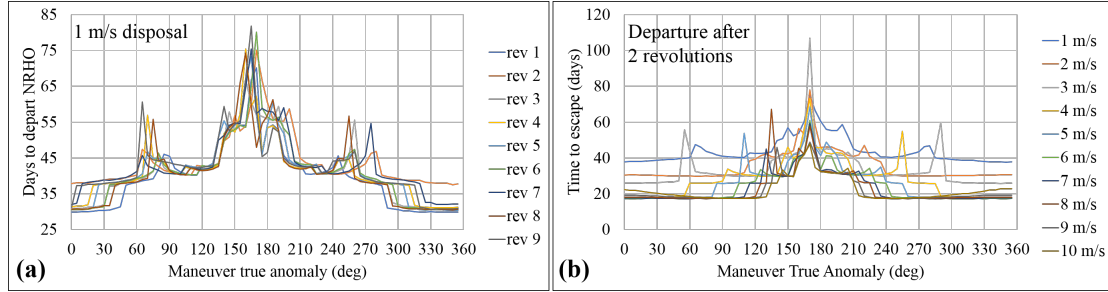 1 m/s disposal
Days to depart NRHO
85
75
65
55
45
35
25
0 30 60 90 120 150 180 210 240 270 300 330 360
Maneuver true anomaly (deg)
rev 1
rev 2
rev 3
rev 4
rev 5
rev 6
rev 7
rev 8
rev 9
(a)
Departure after
2 revolutions
Time to escape (days)
120
100
80
60
40
20
0
0 30 60 90 120 150 180 210 240 270 300 330 360
Maneuver True Anomaly (deg)
1 m/s
2 m/s
3 m/s
4 m/s
5 m/s
6 m/s
7 m/s
8 m/s
9 m/s
10 m/s
(b)